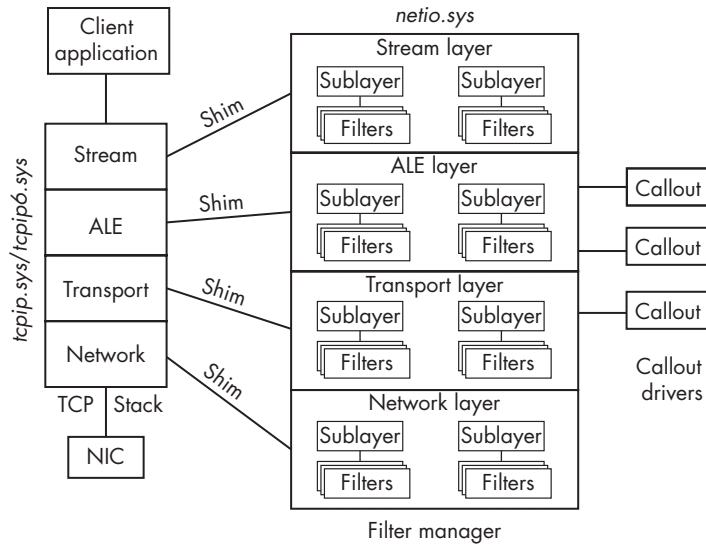 Client
application
tcpip.sys/tcpip6.sys
Stream
ALE
Transport
Network
TCP Stack
NIC
Shim
Shim
Shim
Shim
netio.sys
Stream layer
Sublayer Sublayer
Filters Filters
ALE layer
Sublayer Sublayer
Filters Filters
Transport layer
Sublayer Sublayer
Filters Filters
Network layer
Sublayer Sublayer
Filters Filters
Filter manager
Callout
Callout
Callout
Callout
drivers